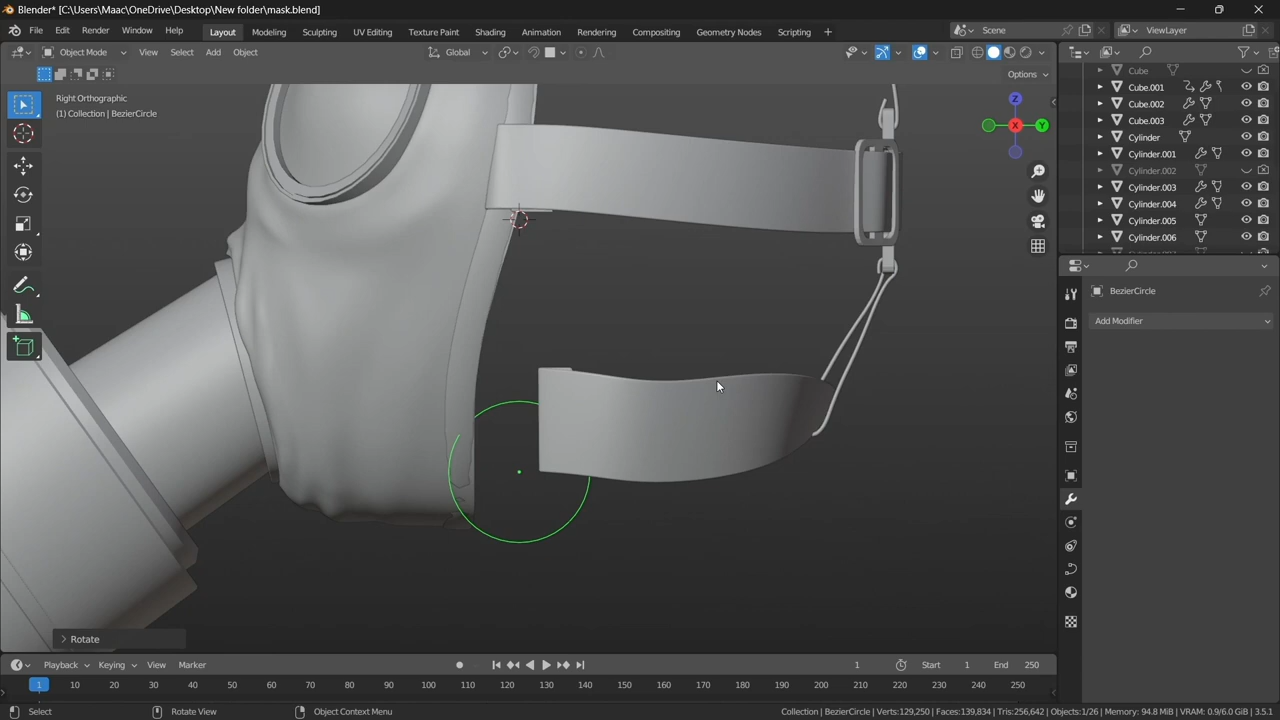 Blender* [C:\Users\Maac\OneDrive\Desktop\New folder\mask.blend]
File Edit Render Window Help Layout Modeling Sculpting UV Editing Texture Paint Shading Animation Rendering Compositing Geometry Nodes Scripting + Scene ViewLayer
Object Mode View Select Add Object Global
Options
Right Orthographic
(1) Collection | BezierCircle
Z
X
Y
Cube
Cube.001
Cube.002
Cube.003
Cylinder
Cylinder.001
Cylinder.002
Cylinder.003
Cylinder.004
Cylinder.005
Cylinder.006
BezierCircle
Add Modifier
> Rotate
Playback Keying View Marker 1 Start 1 End 250
1 10 20 30 40 50 60 70 80 90 100 110 120 130 140 150 160 170 180 190 200 210 220 230 240 250
Select Rotate View Object Context Menu Collection | BezierCircle | Verts:129,250 | Faces:139,834 | Tris:256,642 | Objects:1/26 | Memory: 94.8 MiB | VRAM: 0.9/6.0 GiB | 3.5.1